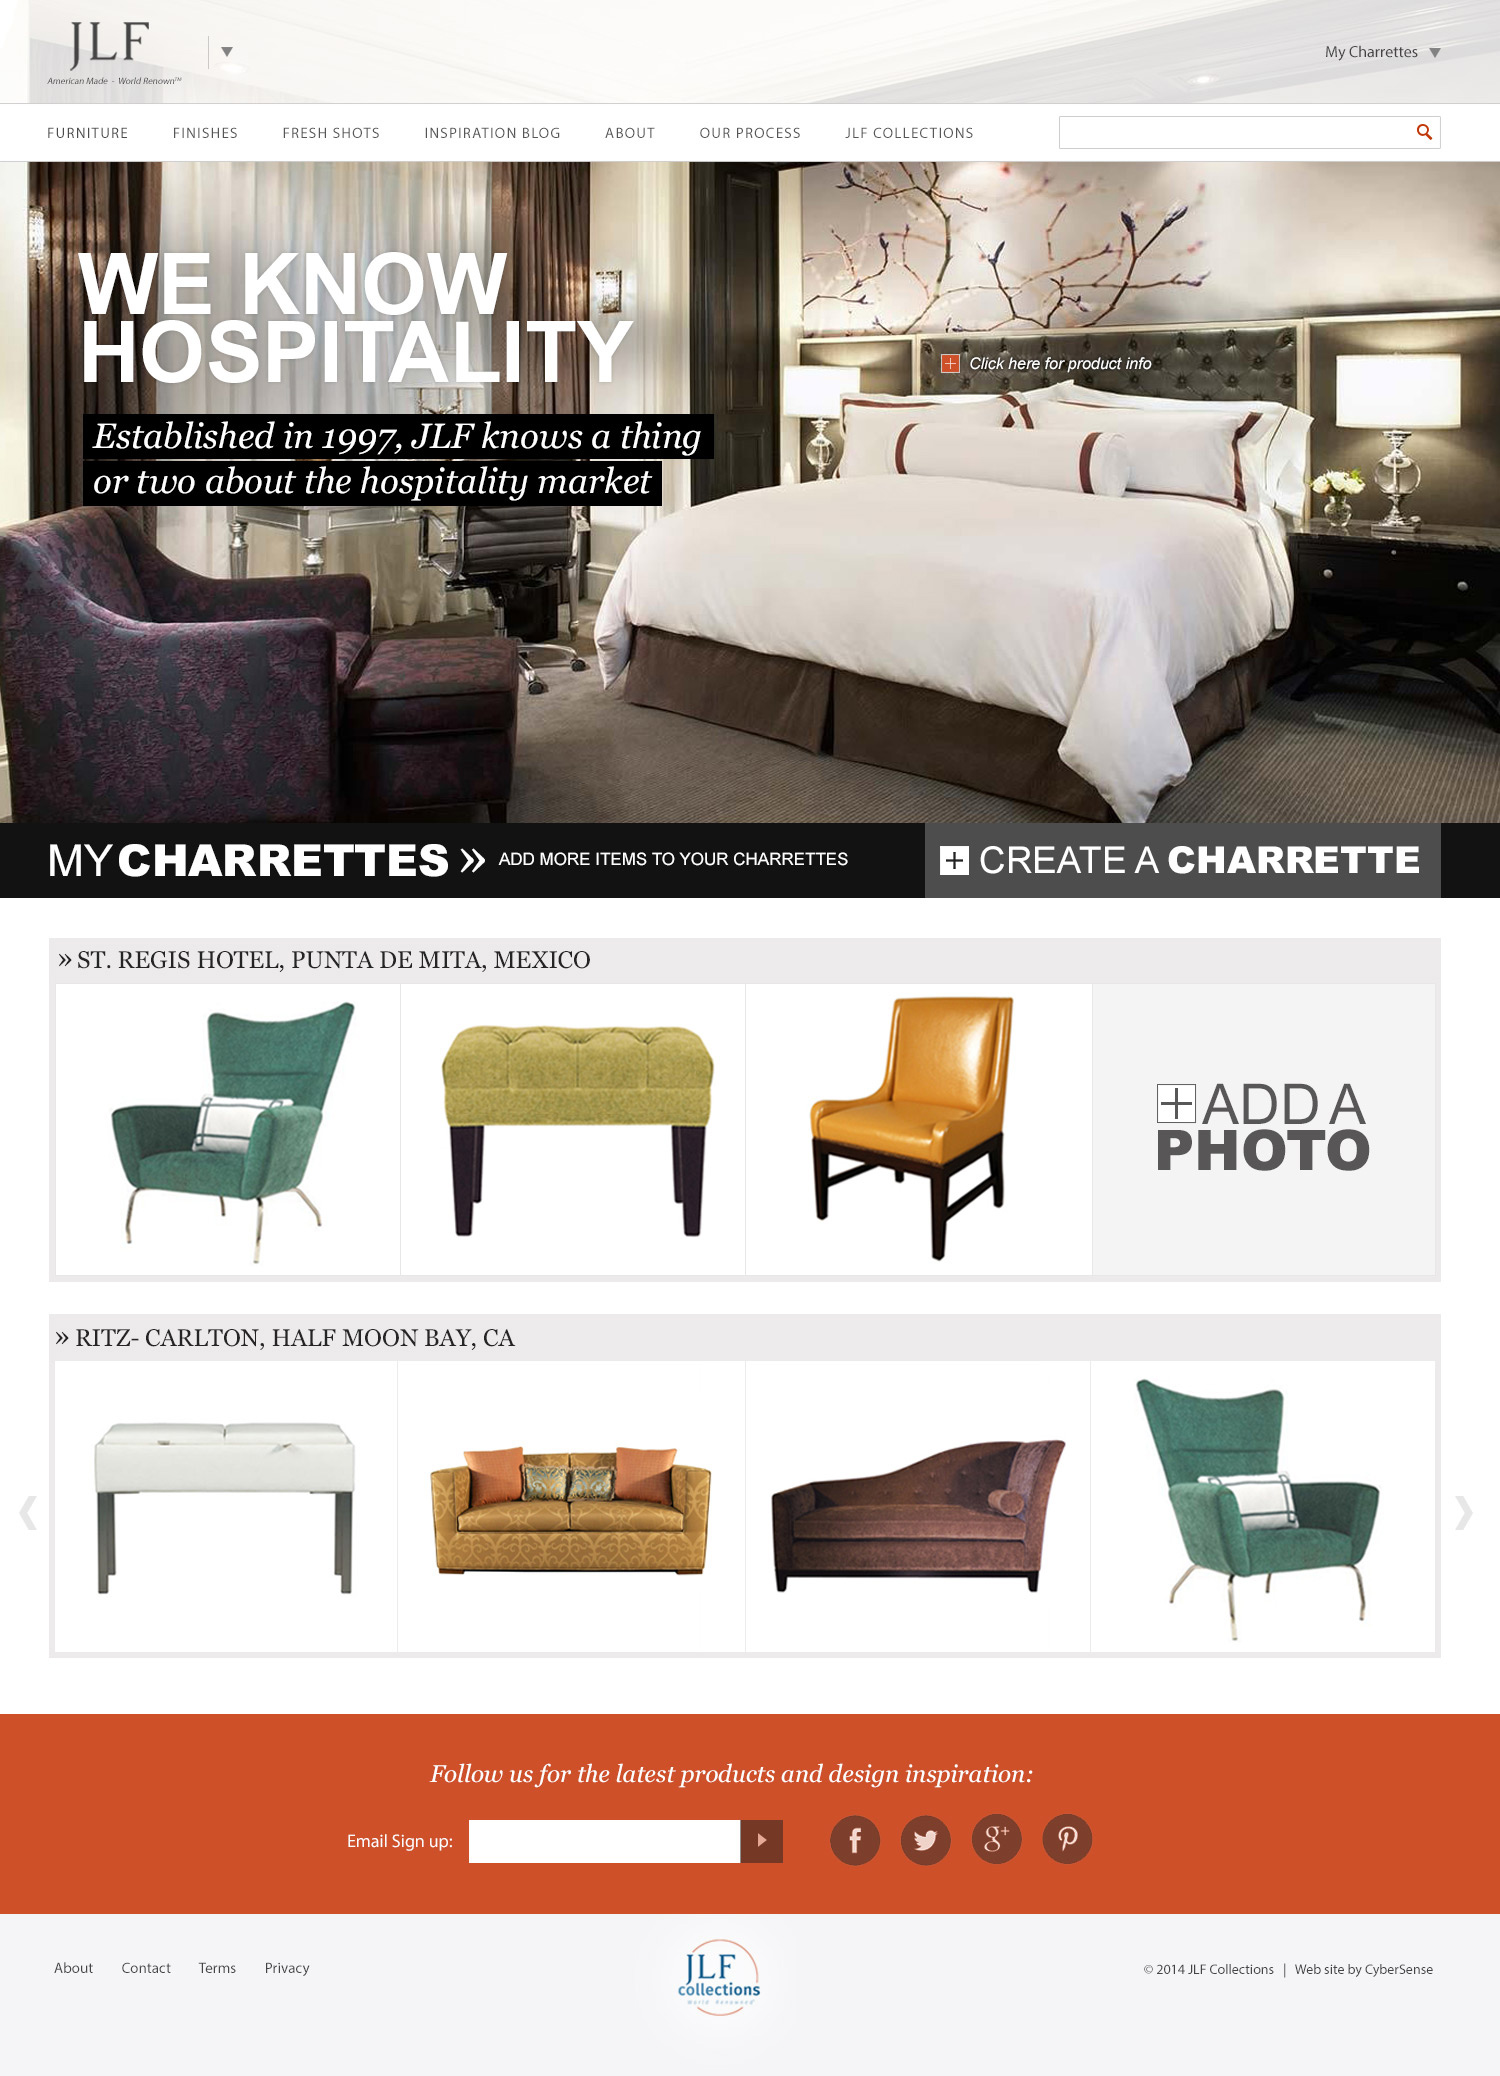 JLF
American Made - World Renown™
My Charrettes
FURNITURE
FINISHES
FRESH SHOTS
INSPIRATION BLOG
ABOUT
OUR PROCESS
JLF COLLECTIONS
WE KNOW
HOSPITALITY
Established in 1997, JLF knows a thing
or two about the hospitality market
Click here for product info
MY CHARRETTES » ADD MORE ITEMS TO YOUR CHARRETTES
CREATE A CHARRETTE
» ST. REGIS HOTEL, PUNTA DE MITA, MEXICO
ADD A
PHOTO
» RITZ- CARLTON, HALF MOON BAY, CA
Follow us for the latest products and design inspiration:
Email Sign up:
About
Contact
Terms
Privacy
JLF
collections
World Renowned
© 2014 JLF Collections | Web site by CyberSense